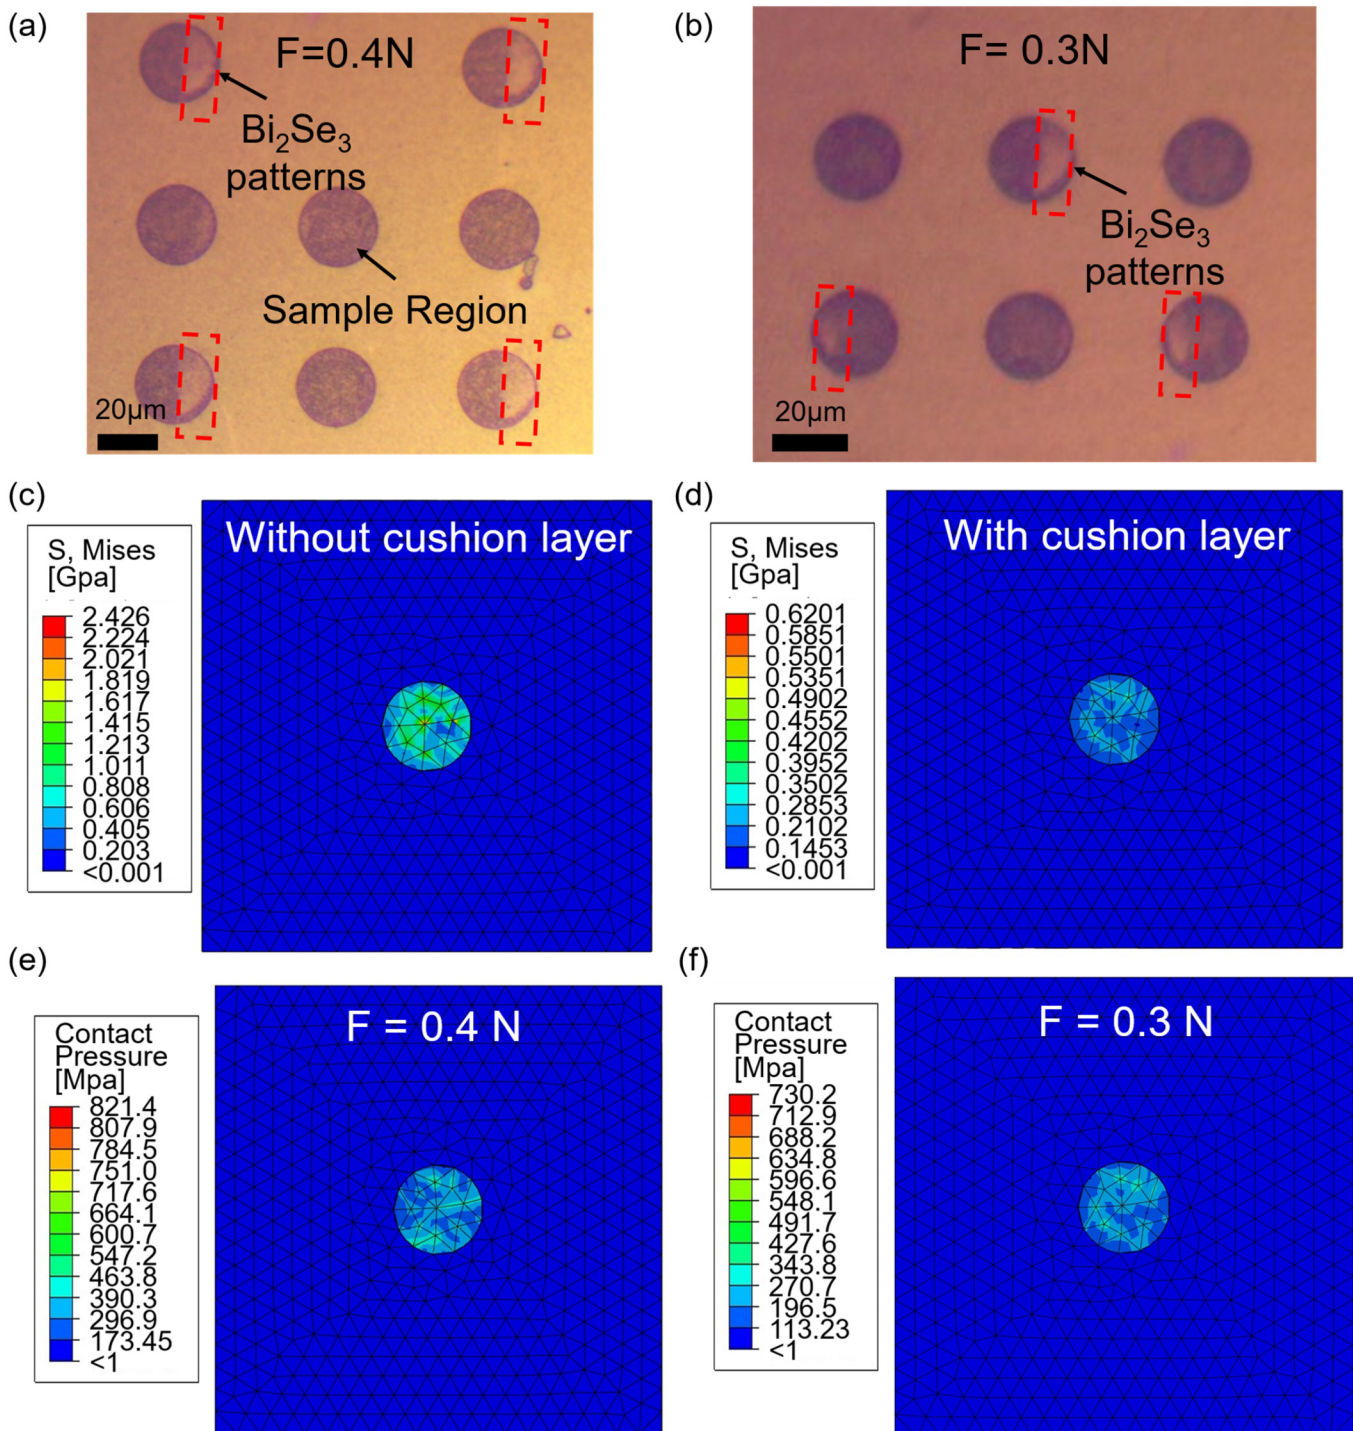 (a)
F=0.4N
Bi₂Se₃
patterns
Sample Region
20μm
(b)
F= 0.3N
Bi₂Se₃
patterns
20μm
(c)
Without cushion layer
S, Mises
[Gpa]
2.426
2.224
2.021
1.819
1.617
1.415
1.213
1.011
0.808
0.606
0.405
0.203
<0.001
(d)
With cushion layer
S, Mises
[Gpa]
0.6201
0.5851
0.5501
0.5351
0.4902
0.4552
0.4202
0.3952
0.3502
0.2853
0.2102
0.1453
<0.001
(e)
F = 0.4 N
Contact
Pressure
[Mpa]
821.4
807.9
784.5
751.0
717.6
664.1
600.7
547.2
463.8
390.3
296.9
173.45
<1
(f)
F = 0.3 N
Contact
Pressure
[Mpa]
730.2
712.9
688.2
634.8
596.6
548.1
491.7
427.6
343.8
270.7
196.5
113.23
<1